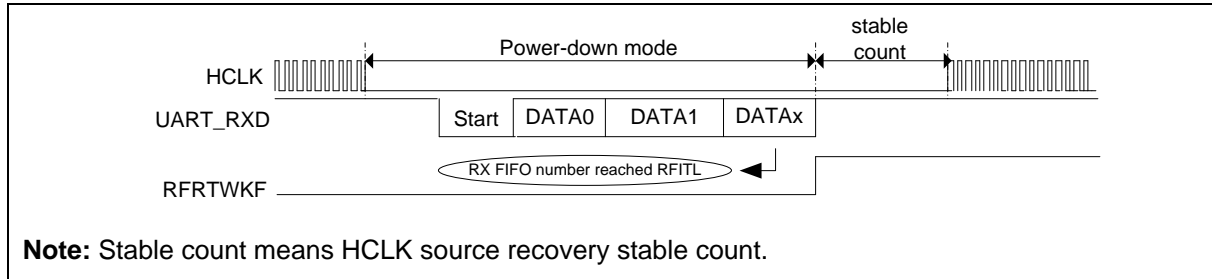 stable
count
Power-down mode
HCLK
UART_RXD
Start DATA0 DATA1 DATAx
RX FIFO number reached RFITL
RFRTWKF
Note: Stable count means HCLK source recovery stable count.